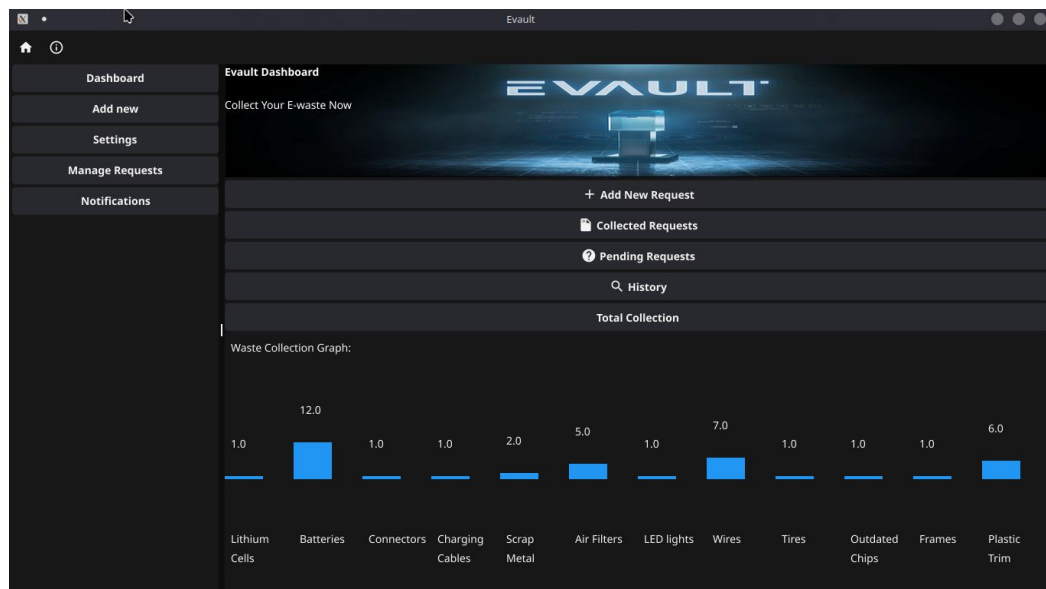 Evault
Dashboard
Add new
Settings
Manage Requests
Notifications
Evault Dashboard
Collect Your E-waste Now
EVAULT
+ Add New Request
Collected Requests
Pending Requests
History
Total Collection
Waste Collection Graph:
1.0
12.0
1.0
1.0
2.0
5.0
1.0
7.0
1.0
1.0
1.0
6.0
Lithium
Cells
Batteries
Connectors
Charging
Cables
Scrap
Metal
Air Filters
LED lights
Wires
Tires
Outdated
Chips
Frames
Plastic
Trim